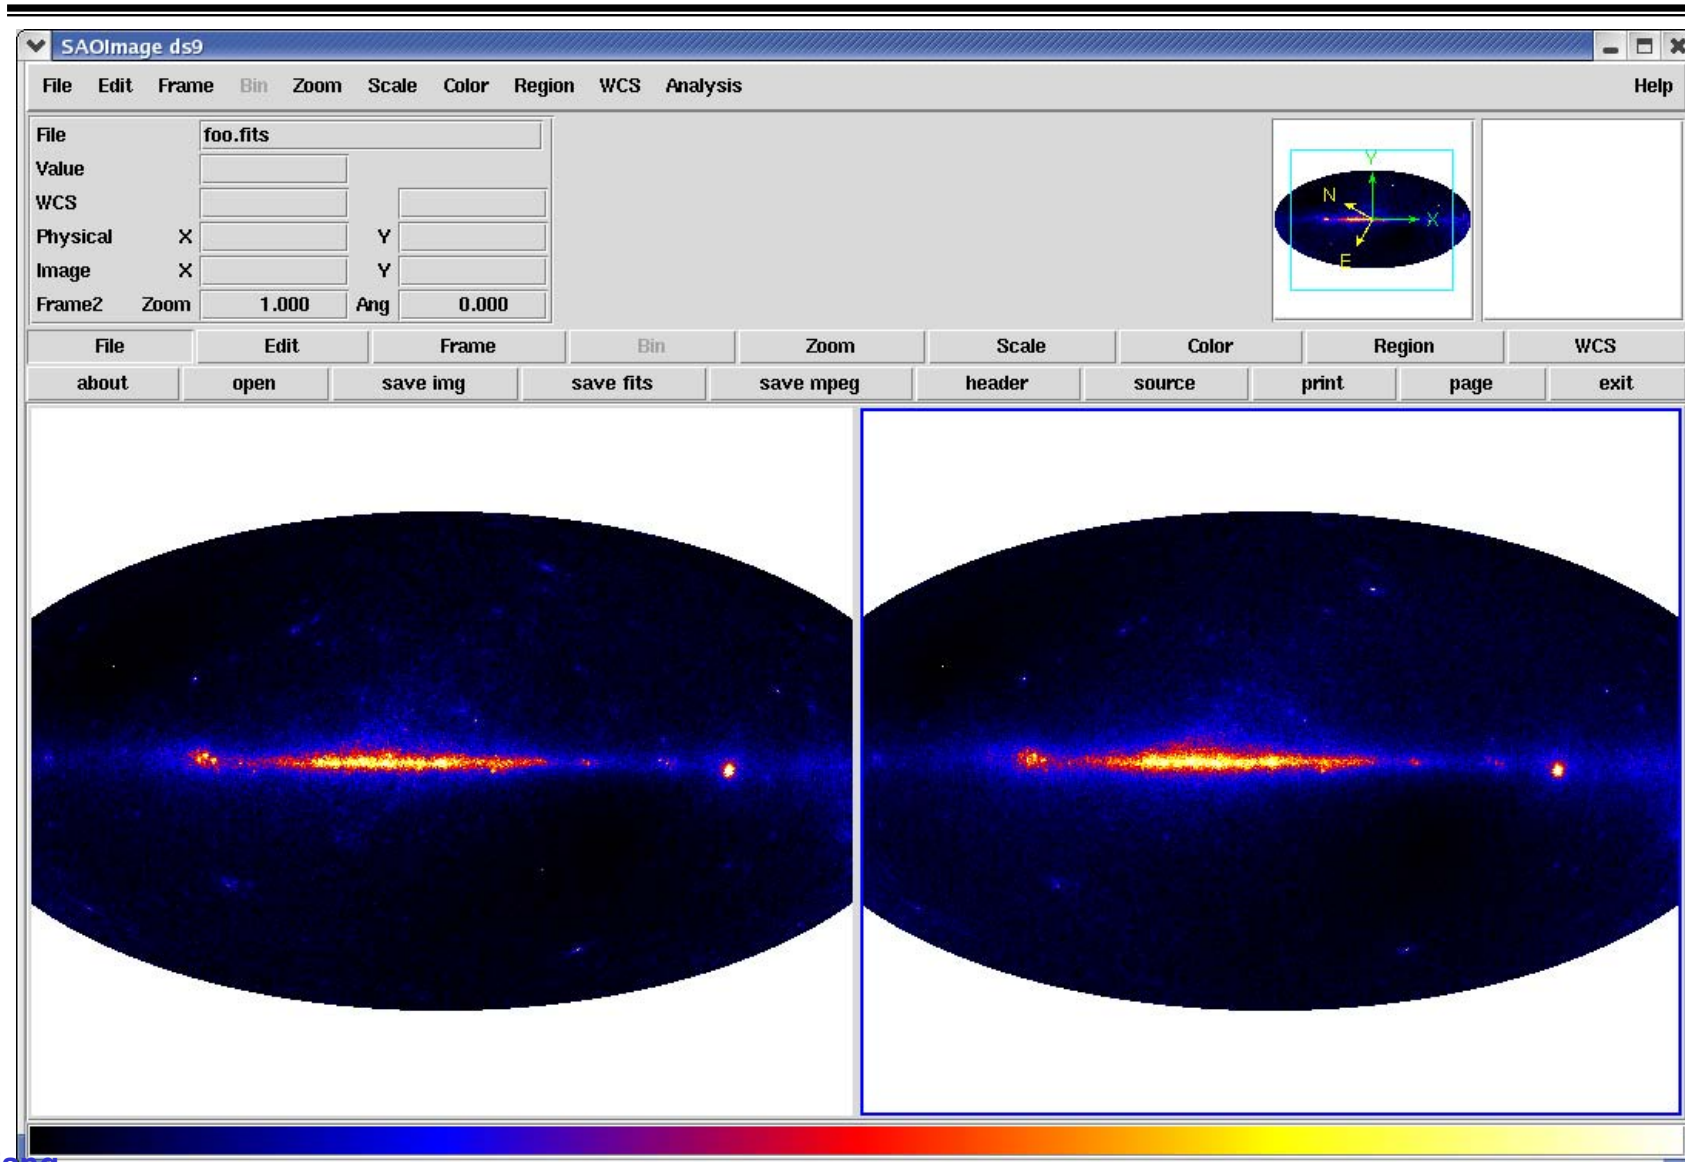 SAOImage ds9
File Edit Frame Bin Zoom Scale Color Region WCS Analysis Help
File foo.fits
Value
WCS
Physical X Y
Image X Y
Frame2 Zoom 1.000 Ang 0.000
Y
N
X
E
File Edit Frame Bin Zoom Scale Color Region WCS
about open save img save fits save mpeg header source print page exit